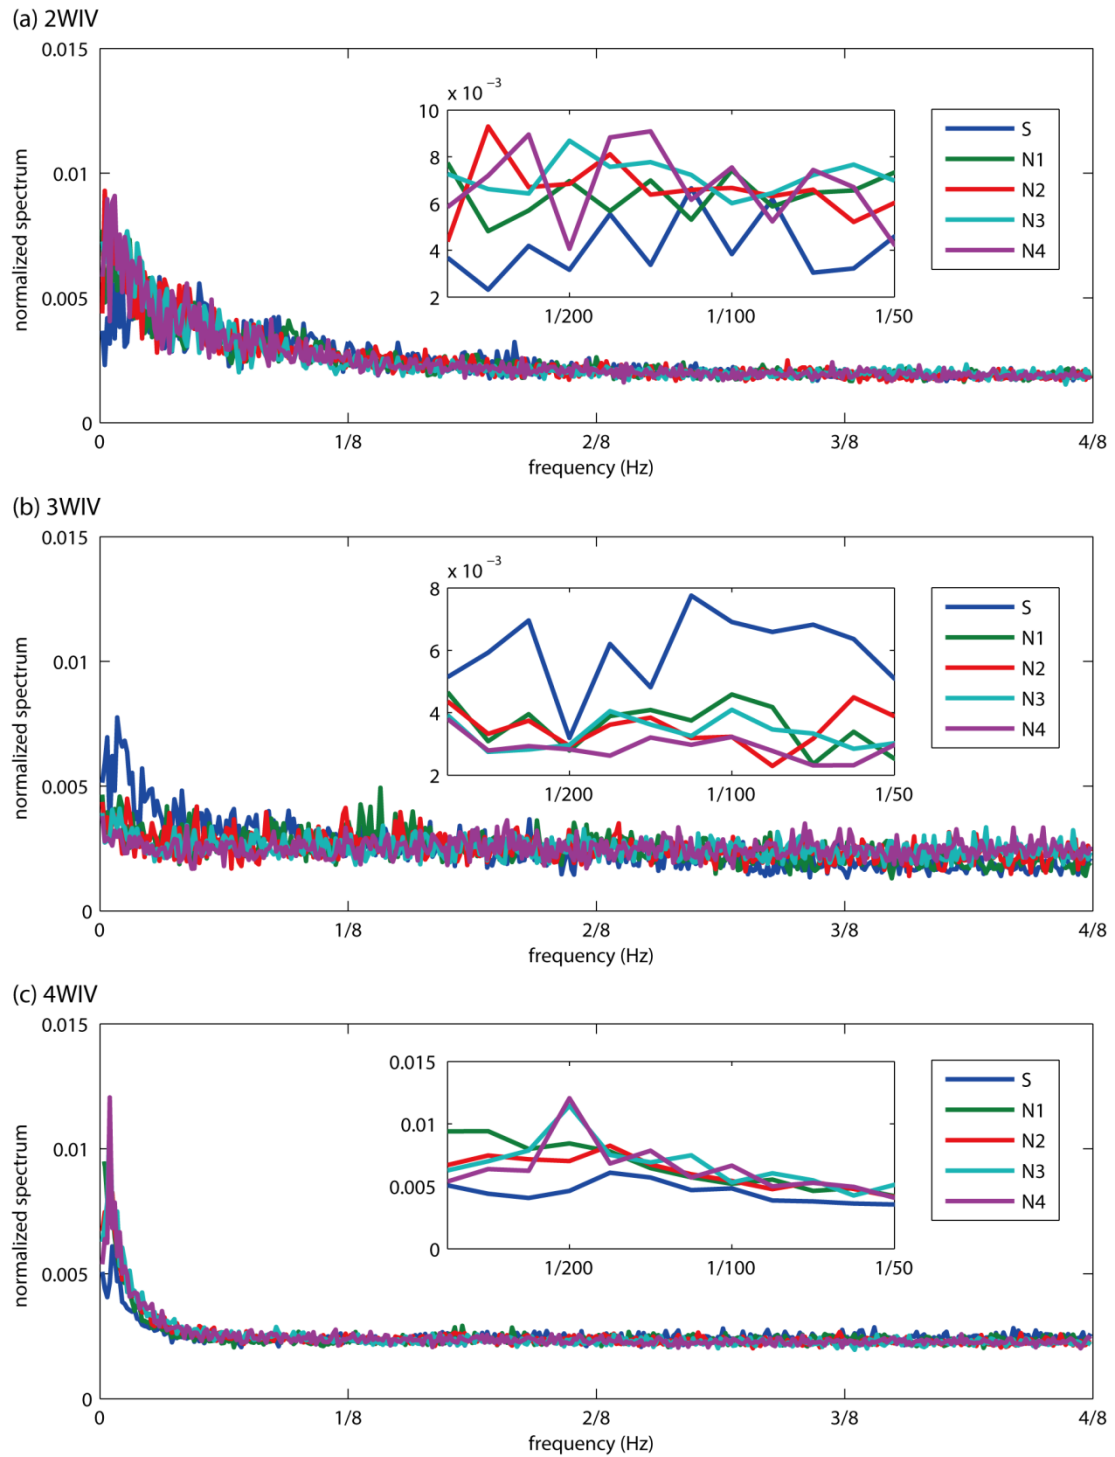 (a) 2WIV
0.015
0.01
0.005
0
normalized spectrum
x 10 -3
10
8
6
4
2
1/200 1/100 1/50
S
N1
N2
N3
N4
0 1/8 2/8 3/8 4/8
frequency (Hz)
(b) 3WIV
0.015
0.01
0.005
0
normalized spectrum
x 10 -3
8
6
4
2
1/200 1/100 1/50
S
N1
N2
N3
N4
0 1/8 2/8 3/8 4/8
frequency (Hz)
(c) 4WIV
0.015
0.01
0.005
0
normalized spectrum
0.015
0.01
0.005
0
1/200 1/100 1/50
S
N1
N2
N3
N4
0 1/8 2/8 3/8 4/8
frequency (Hz)